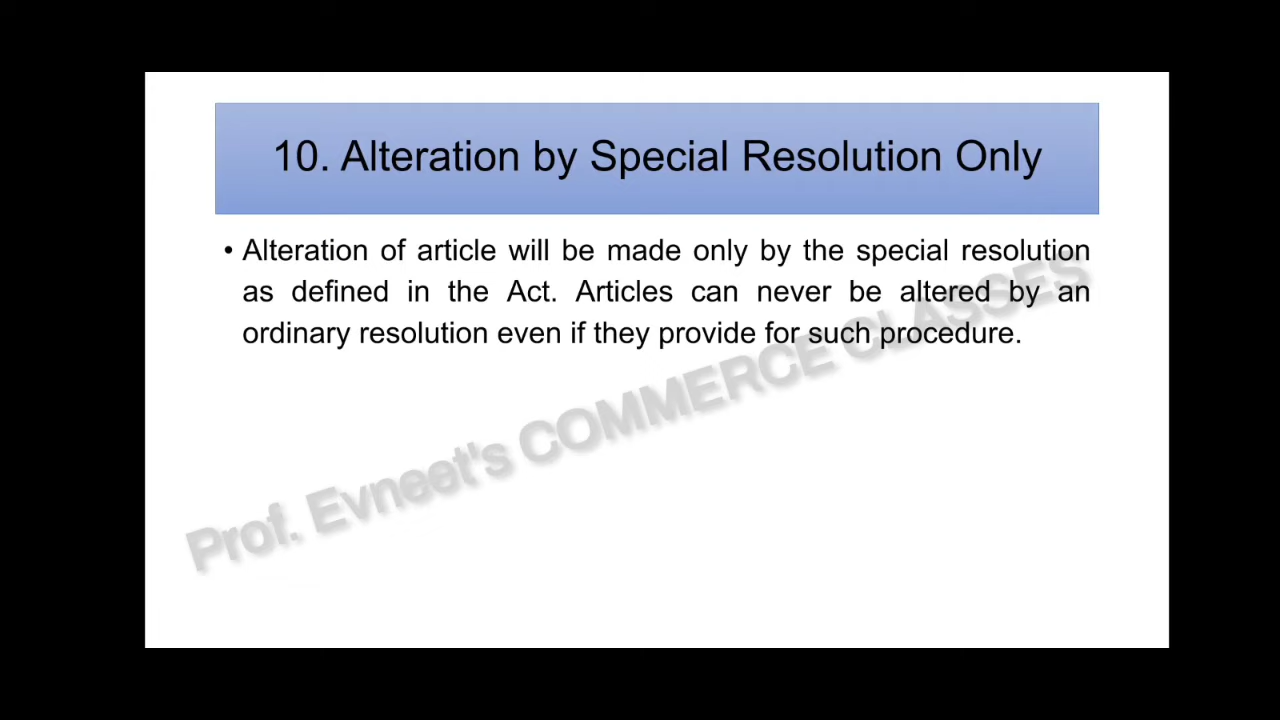 10. Alteration by Special Resolution Only
• Alteration of article will be made only by the special resolution
as defined in the Act. Articles can never be altered by an
ordinary resolution even if they provide for such procedure.
Prof. Evneet's COMMERCE CLASSES